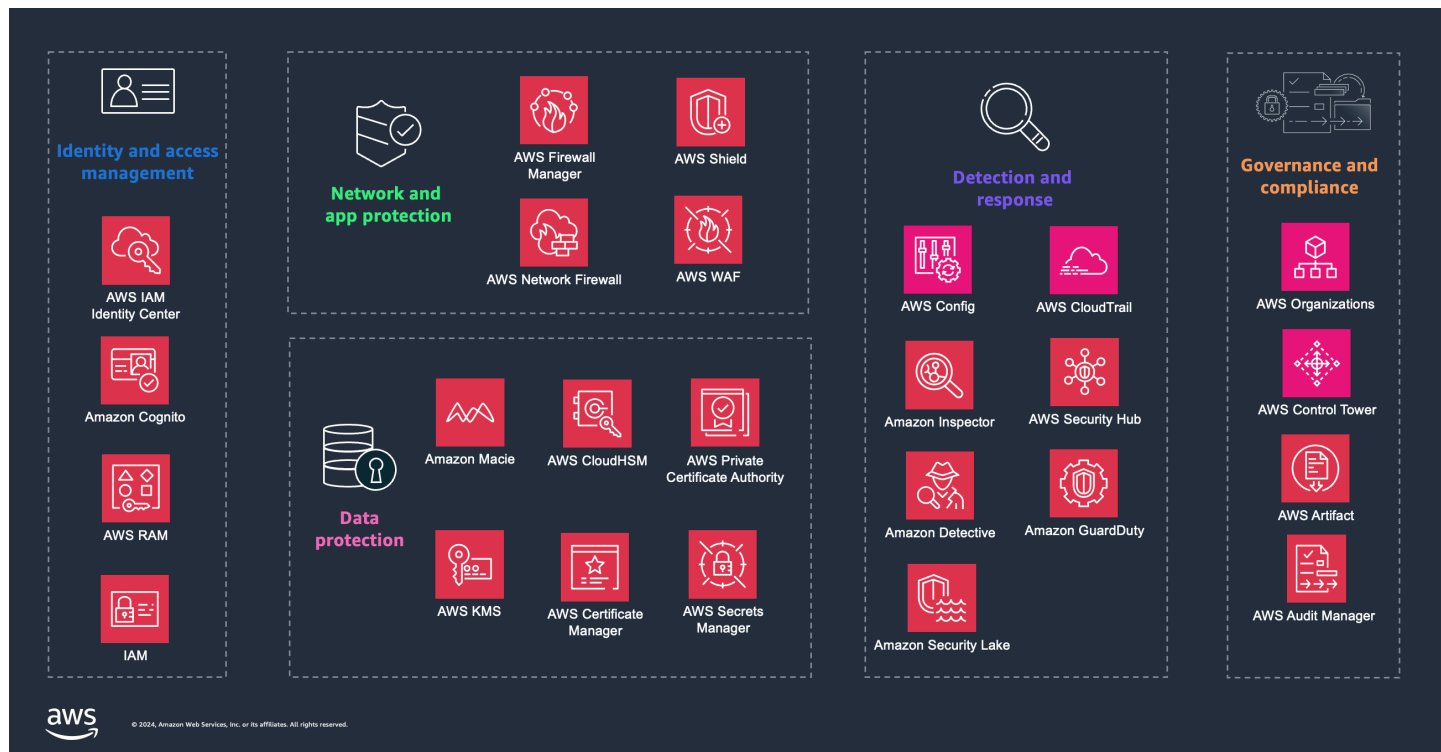 Identity and access
management
AWS IAM
Identity Center
Amazon Cognito
AWS RAM
IAM
Network and
app protection
AWS Firewall
Manager
AWS Shield
AWS Network Firewall
AWS WAF
Data
protection
Amazon Macie
AWS CloudHSM
AWS Private
Certificate Authority
AWS KMS
AWS Certificate
Manager
AWS Secrets
Manager
Detection and
response
AWS Config
AWS CloudTrail
Amazon Inspector
AWS Security Hub
Amazon Detective
Amazon GuardDuty
Amazon Security Lake
Governance and
compliance
AWS Organizations
AWS Control Tower
AWS Artifact
AWS Audit Manager
aws
© 2024, Amazon Web Services, Inc. or its affiliates. All rights reserved.